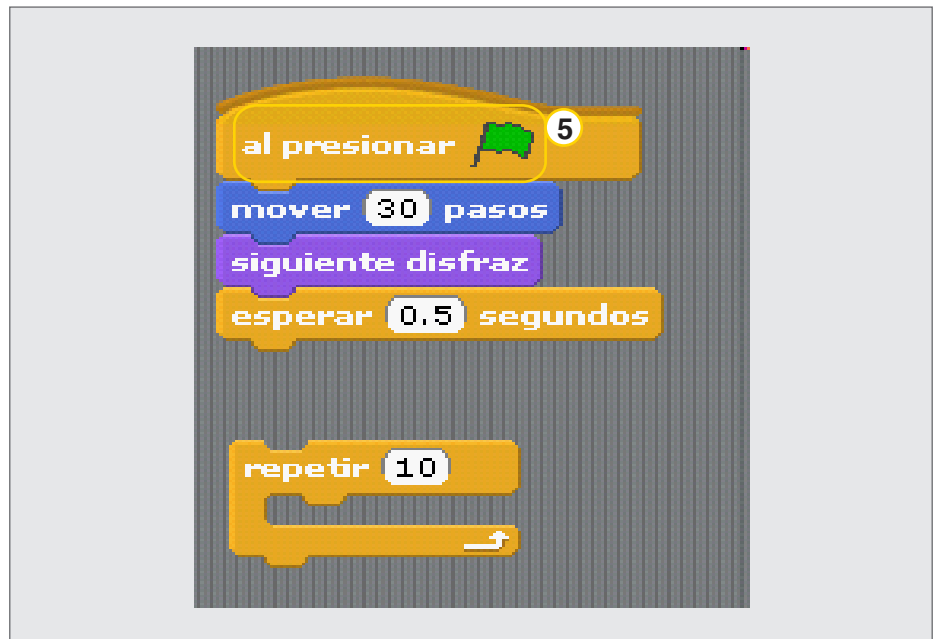 al presionar 5
mover 30 pasos
siguiente disfraz
esperar 0.5 segundos
repetir 10